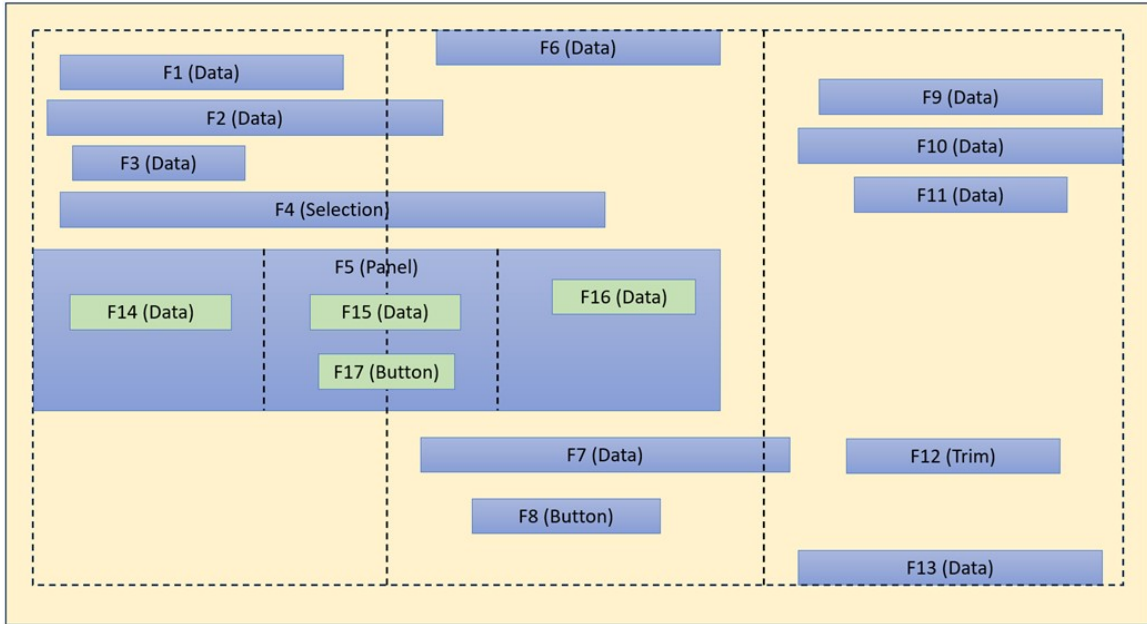 F1 (Data)
F2 (Data)
F3 (Data)
F4 (Selection)
F5 (Panel)
F14 (Data)
F15 (Data)
F16 (Data)
F17 (Button)
F6 (Data)
F7 (Data)
F8 (Button)
F9 (Data)
F10 (Data)
F11 (Data)
F12 (Trim)
F13 (Data)